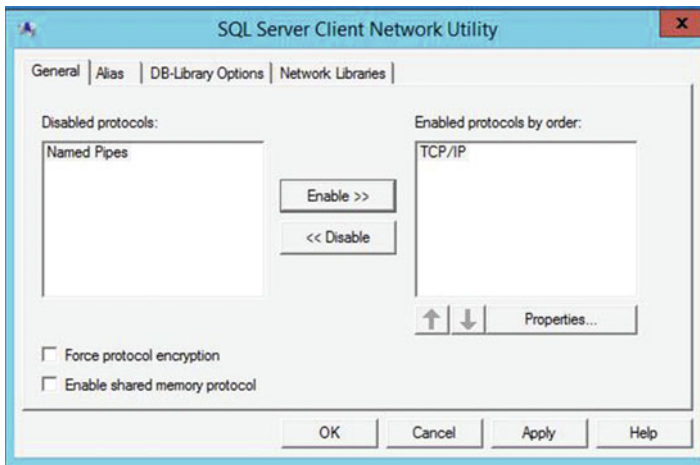 SQL Server Client Network Utility
x
General Alias DB-Library Options Network Libraries
Disabled protocols: Enabled protocols by order:
Named Pipes TCP/IP
Enable >>
<< Disable
Properties...
Force protocol encryption
Enable shared memory protocol
OK Cancel Apply Help